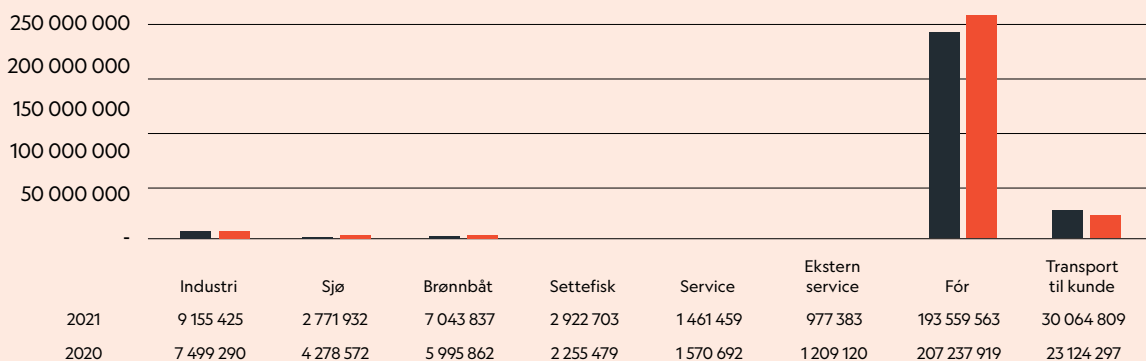 250 000 000
200 000 000
150 000 000
100 000 000
50 000 000
-
Industri Sjø Brønnbåt Settefisk Service Ekstern service Fór Transport til kunde
2021 9 155 425 2 771 932 7 043 837 2 922 703 1 461 459 977 383 193 559 563 30 064 809
2020 7 499 290 4 278 572 5 995 862 2 255 479 1 570 692 1 209 120 207 237 919 23 124 297